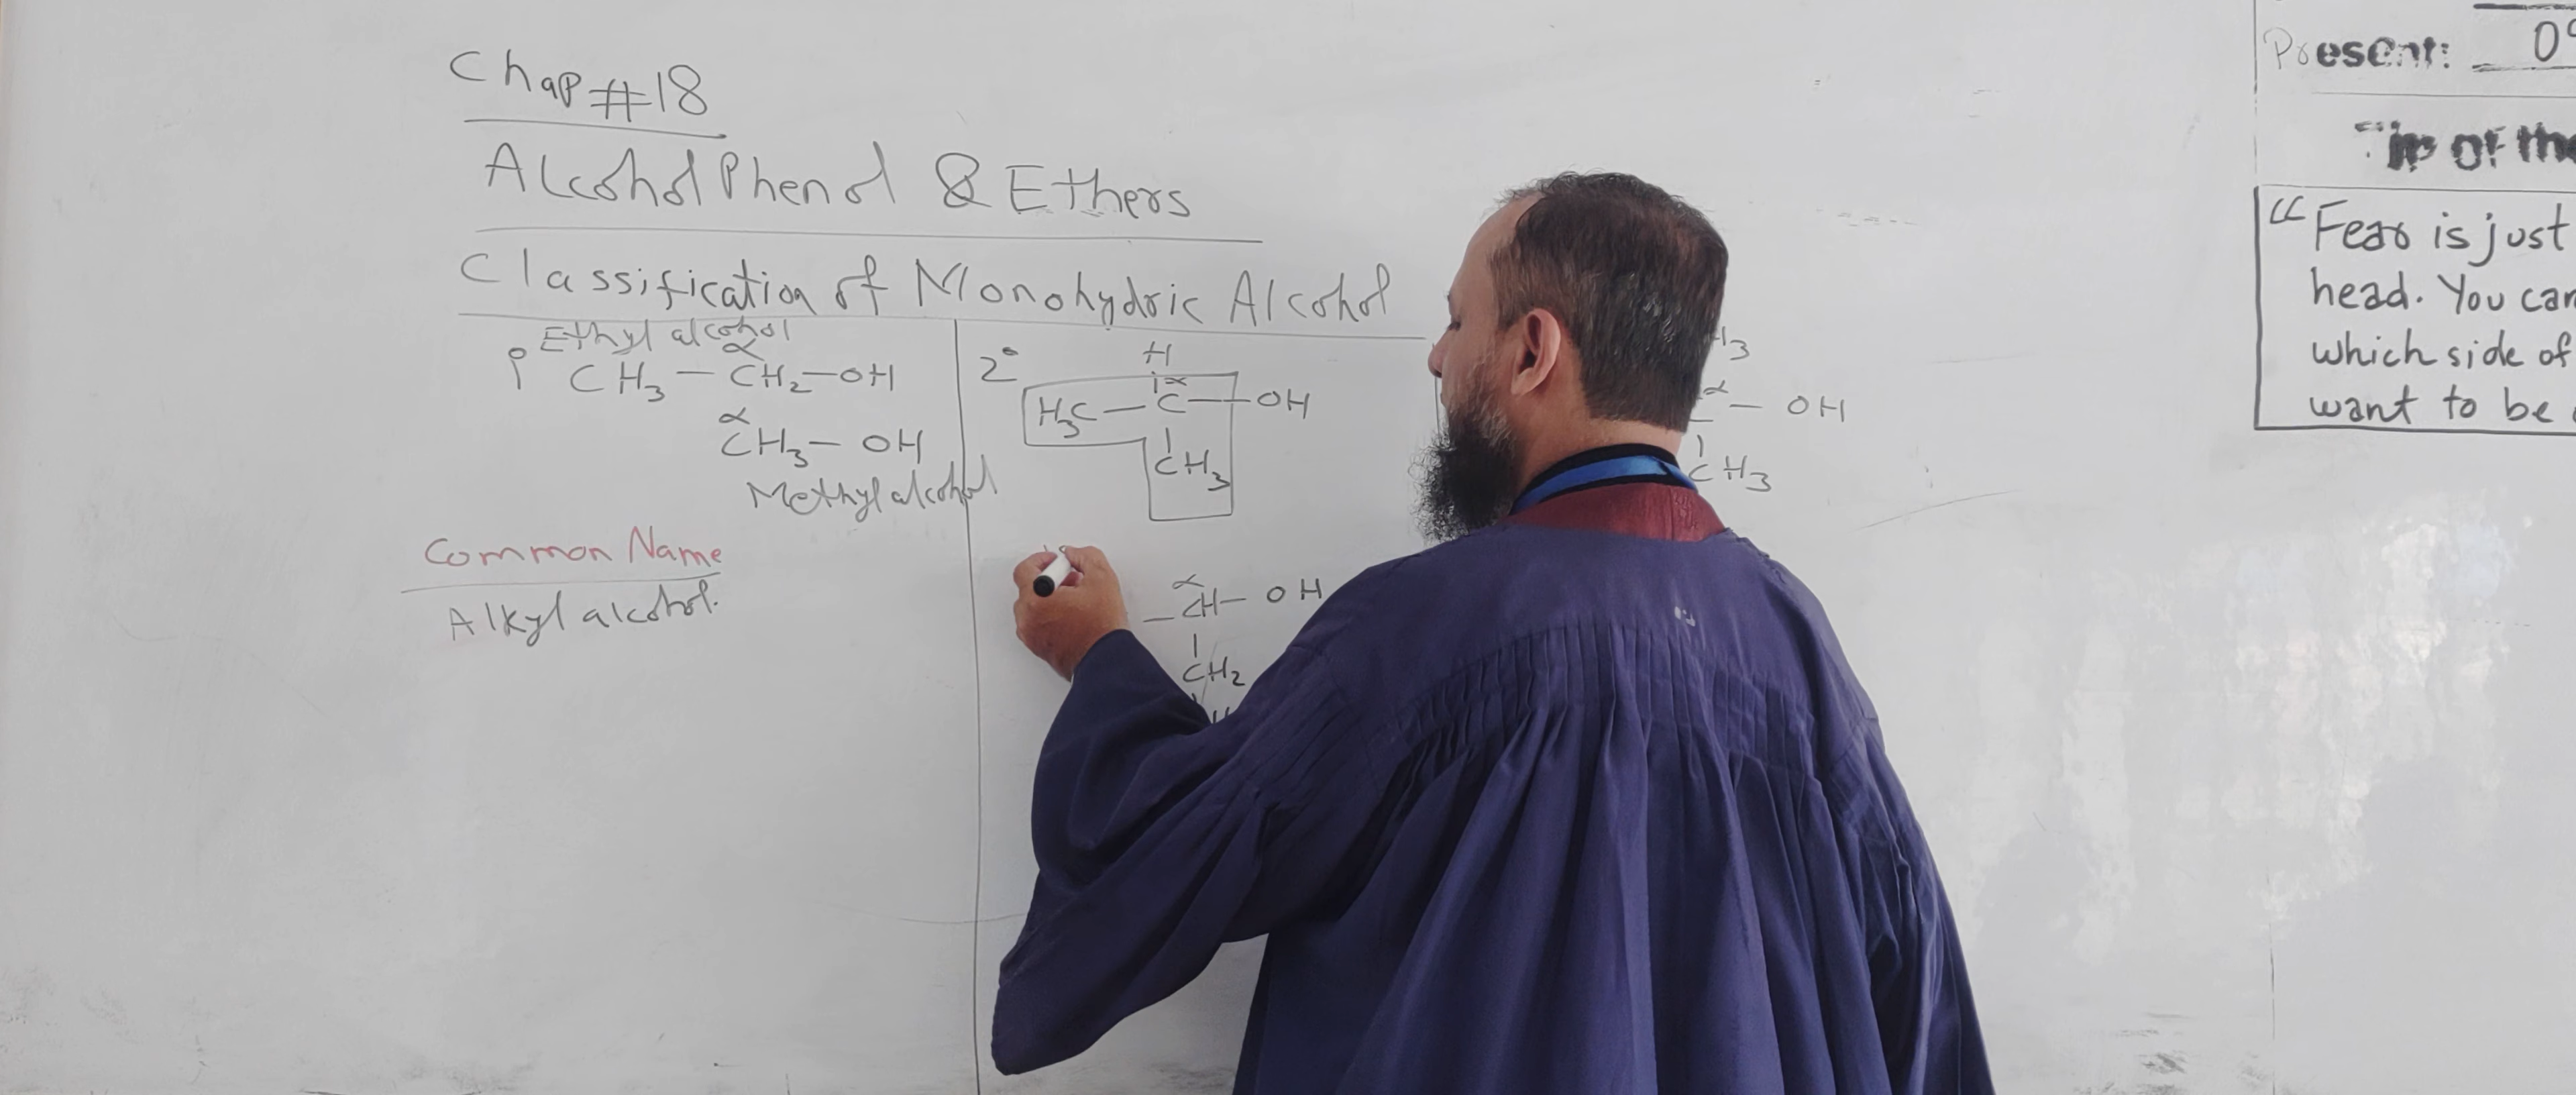 Chap #18
Alcohol Phenol & Ethers
Classification of Monohydric Alcohol
Ethyl alcohol
1° CH3 — CH2 — OH
α
α
CH3 — OH
Methyl alcohol
Common Name
Alkyl alcohol.
2°
H
α
H3C — C — OH
CH3
α
— CH — OH
CH2
H3
α
— OH
CH3
Present: 09
Tip of the
“Fear is just
head. You can
which side of
want to be